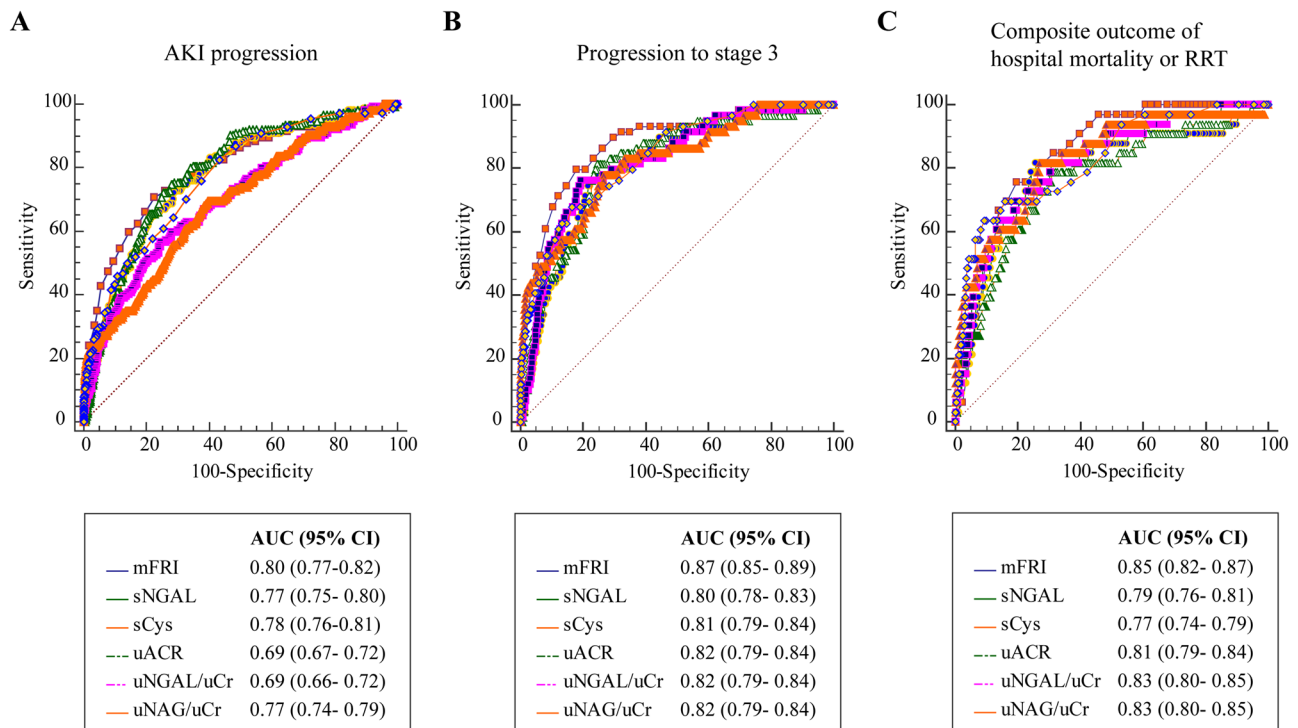 A
AKI progression
100
80
60
40
20
0
Sensitivity
0 20 40 60 80 100
100-Specificity
AUC (95% CI)
mFRI 0.80 (0.77-0.82)
sNGAL 0.77 (0.75- 0.80)
sCys 0.78 (0.76-0.81)
uACR 0.69 (0.67- 0.72)
uNGAL/uCr 0.69 (0.66- 0.72)
uNAG/uCr 0.77 (0.74- 0.79)
B
Progression to stage 3
100
80
60
40
20
0
Sensitivity
0 20 40 60 80 100
100-Specificity
AUC (95% CI)
mFRI 0.87 (0.85- 0.89)
sNGAL 0.80 (0.78- 0.83)
sCys 0.81 (0.79- 0.84)
uACR 0.82 (0.79- 0.84)
uNGAL/uCr 0.82 (0.79- 0.84)
uNAG/uCr 0.82 (0.79- 0.84)
C
Composite outcome of
hospital mortality or RRT
100
80
60
40
20
0
Sensitivity
0 20 40 60 80 100
100-Specificity
AUC (95% CI)
mFRI 0.85 (0.82- 0.87)
sNGAL 0.79 (0.76- 0.81)
sCys 0.77 (0.74- 0.79)
uACR 0.81 (0.79- 0.84)
uNGAL/uCr 0.83 (0.80- 0.85)
uNAG/uCr 0.83 (0.80- 0.85)